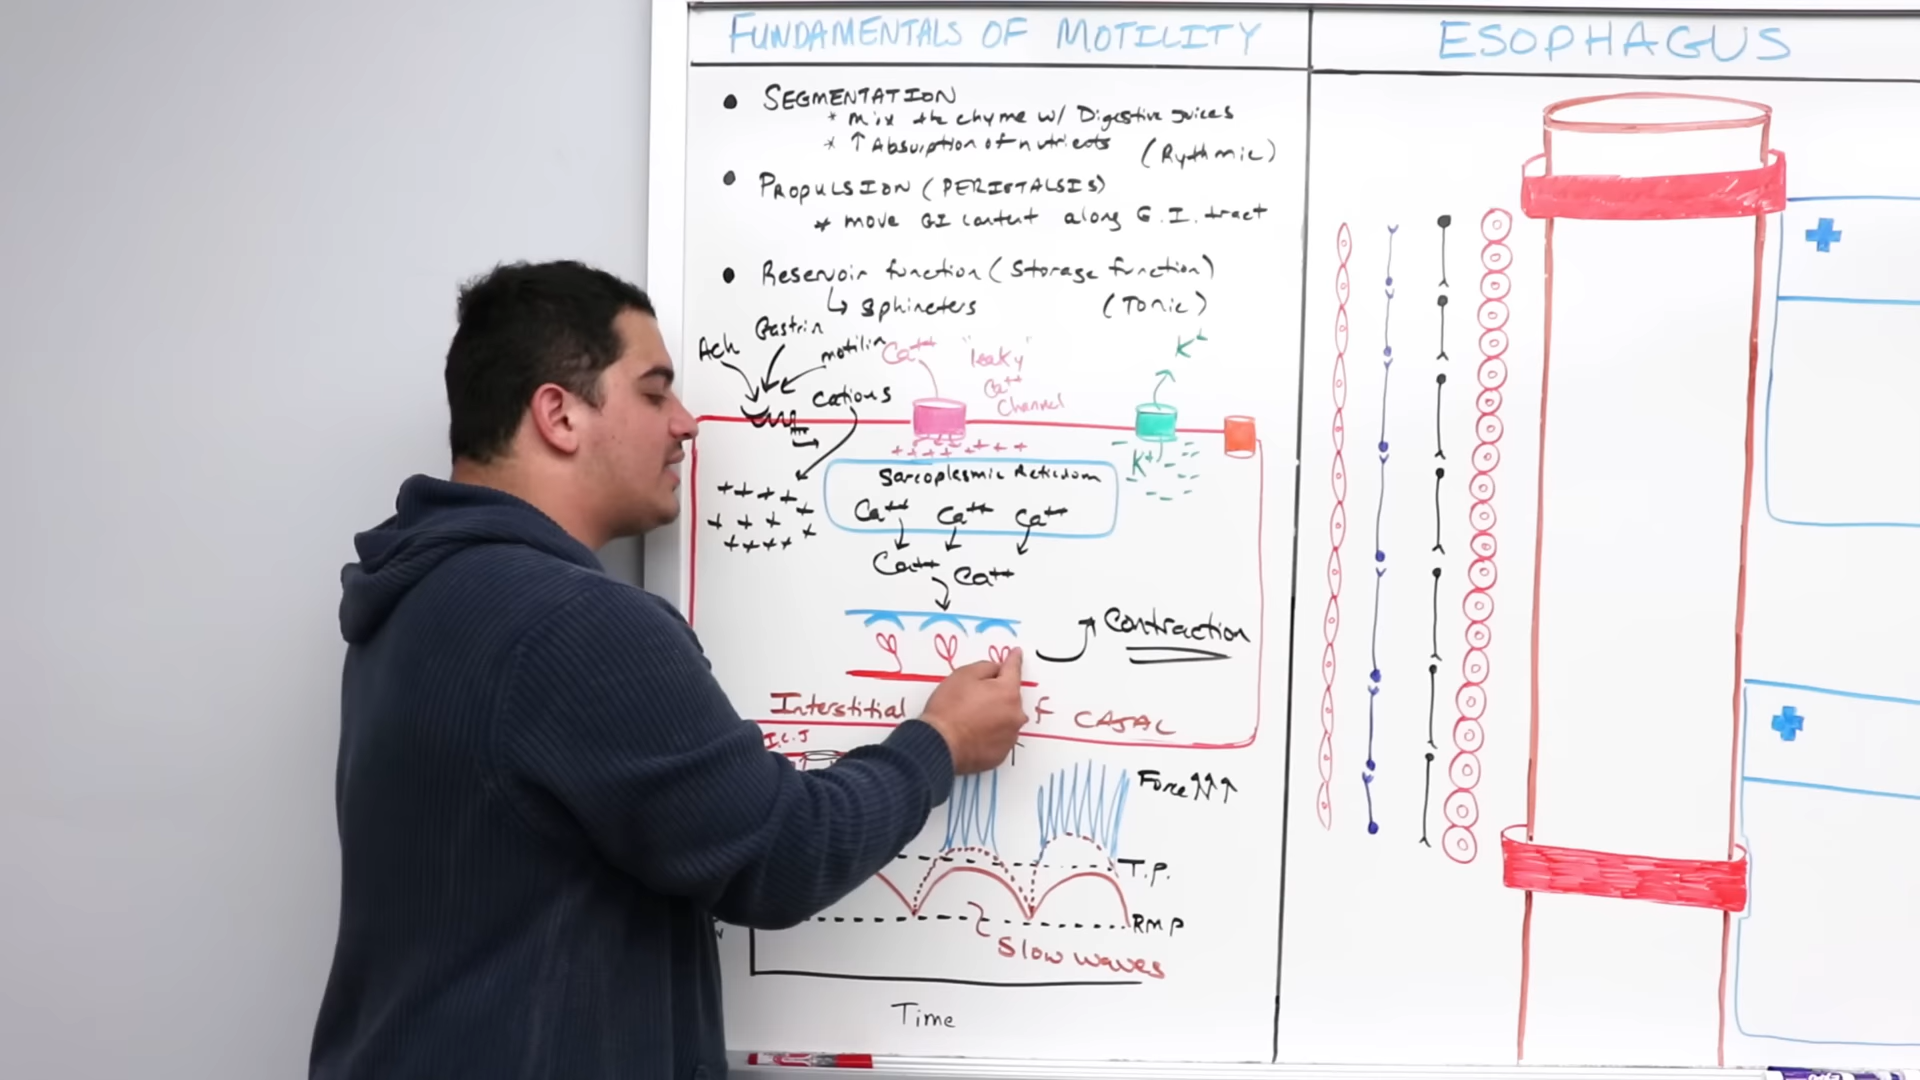 FUNDAMENTALS OF MOTILITY
• SEGMENTATION
* mix the chyme w/ Digestive Juices
* ↑ Absorption of nutrients (Rythmic)
• PROPULSION (PERISTALSIS)
* move GI content along G.I. tract
• Reservoir function (Storage function)
↳ Sphincters (Tonic)
Ach
Gastrin
motilin
cations
Ca++
"leaky"
Ca++
Channel
K+
K+
Sarcoplasmic Reticulum
Ca++ Ca++ Ca++
Ca++ Ca++
Contraction
Interstitial
CAJAL
I.C.J
Force ↑↑↑
T.P.
RMP
Slow waves
Time
ESOPHAGUS